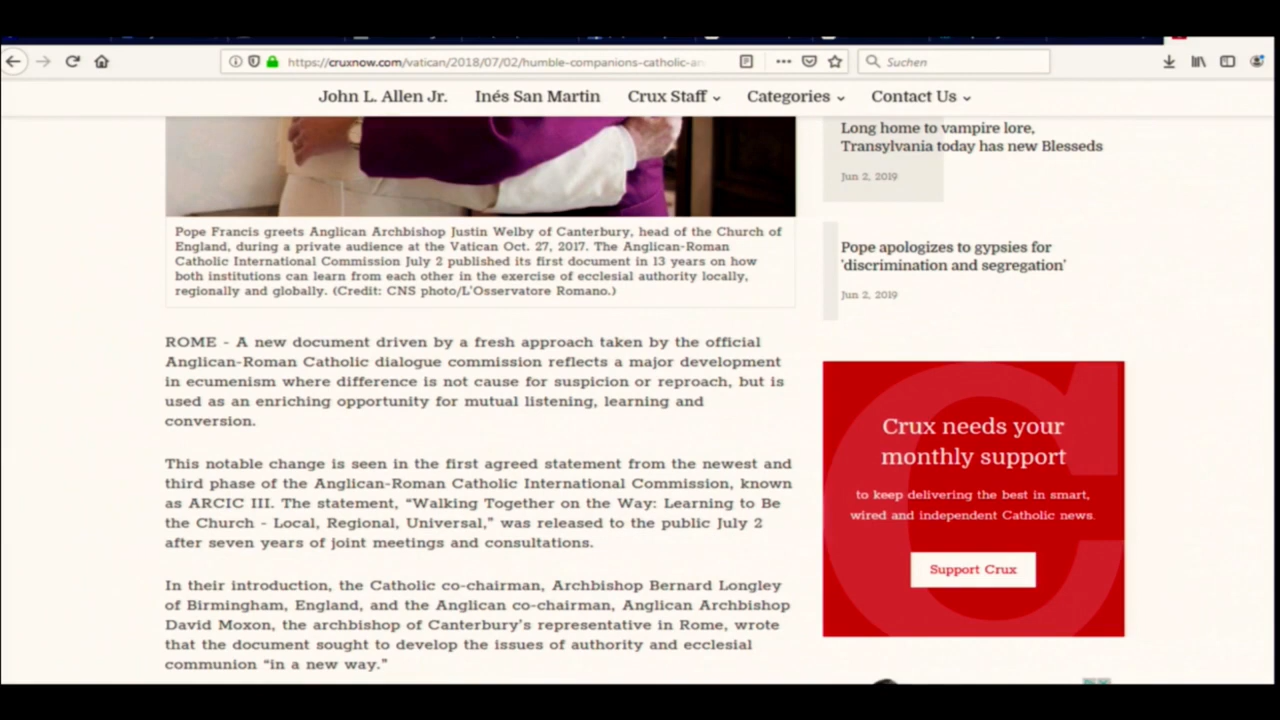 https://cruxnow.com/vatican/2018/07/02/humble-companions-catholic-an
Suchen
John L. Allen Jr.
Inés San Martin
Crux Staff
Categories
Contact Us
Pope Francis greets Anglican Archbishop Justin Welby of Canterbury, head of the Church of
England, during a private audience at the Vatican Oct. 27, 2017. The Anglican-Roman
Catholic International Commission July 2 published its first document in 13 years on how
both institutions can learn from each other in the exercise of ecclesial authority locally,
regionally and globally. (Credit: CNS photo/L'Osservatore Romano.)
ROME - A new document driven by a fresh approach taken by the official
Anglican-Roman Catholic dialogue commission reflects a major development
in ecumenism where difference is not cause for suspicion or reproach, but is
used as an enriching opportunity for mutual listening, learning and
conversion.
This notable change is seen in the first agreed statement from the newest and
third phase of the Anglican-Roman Catholic International Commission, known
as ARCIC III. The statement, “Walking Together on the Way: Learning to Be
the Church - Local, Regional, Universal,” was released to the public July 2
after seven years of joint meetings and consultations.
In their introduction, the Catholic co-chairman, Archbishop Bernard Longley
of Birmingham, England, and the Anglican co-chairman, Anglican Archbishop
David Moxon, the archbishop of Canterbury’s representative in Rome, wrote
that the document sought to develop the issues of authority and ecclesial
communion “in a new way.”
Long home to vampire lore,
Transylvania today has new Blesseds
Jun 2, 2019
Pope apologizes to gypsies for
'discrimination and segregation'
Jun 2, 2019
Crux needs your
monthly support
to keep delivering the best in smart,
wired and independent Catholic news.
Support Crux